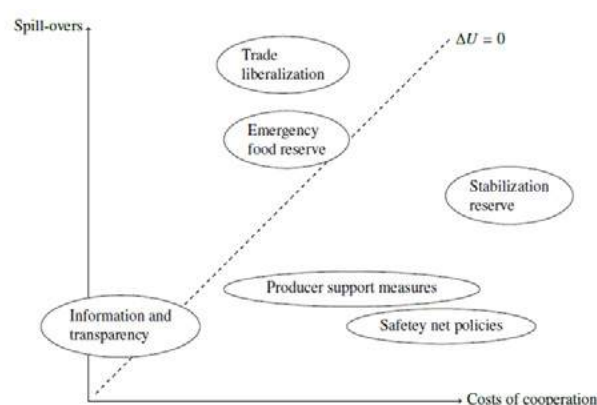 Spill-overs
ΔU = 0
Trade
liberalization
Emergency
food reserve
Stabilization
reserve
Producer support measures
Information and
transparency
Safetey net policies
Costs of cooperation